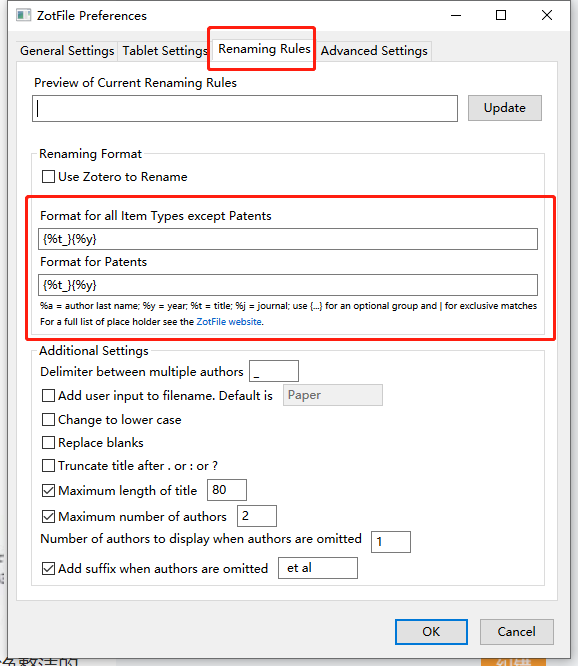 ZotFile Preferences
General Settings Tablet Settings Renaming Rules Advanced Settings
Preview of Current Renaming Rules
Update
Renaming Format
Use Zotero to Rename
Format for all Item Types except Patents
{%t_}{%y}
Format for Patents
{%t_}{%y}
%a = author last name; %y = year; %t = title; %j = journal; use {...} for an optional group and | for exclusive matches
For a full list of place holder see the ZotFile website.
Additional Settings
Delimiter between multiple authors _
Add user input to filename. Default is Paper
Change to lower case
Replace blanks
Truncate title after . or : or ?
Maximum length of title 80
Maximum number of authors 2
Number of authors to display when authors are omitted 1
Add suffix when authors are omitted et al
OK Cancel